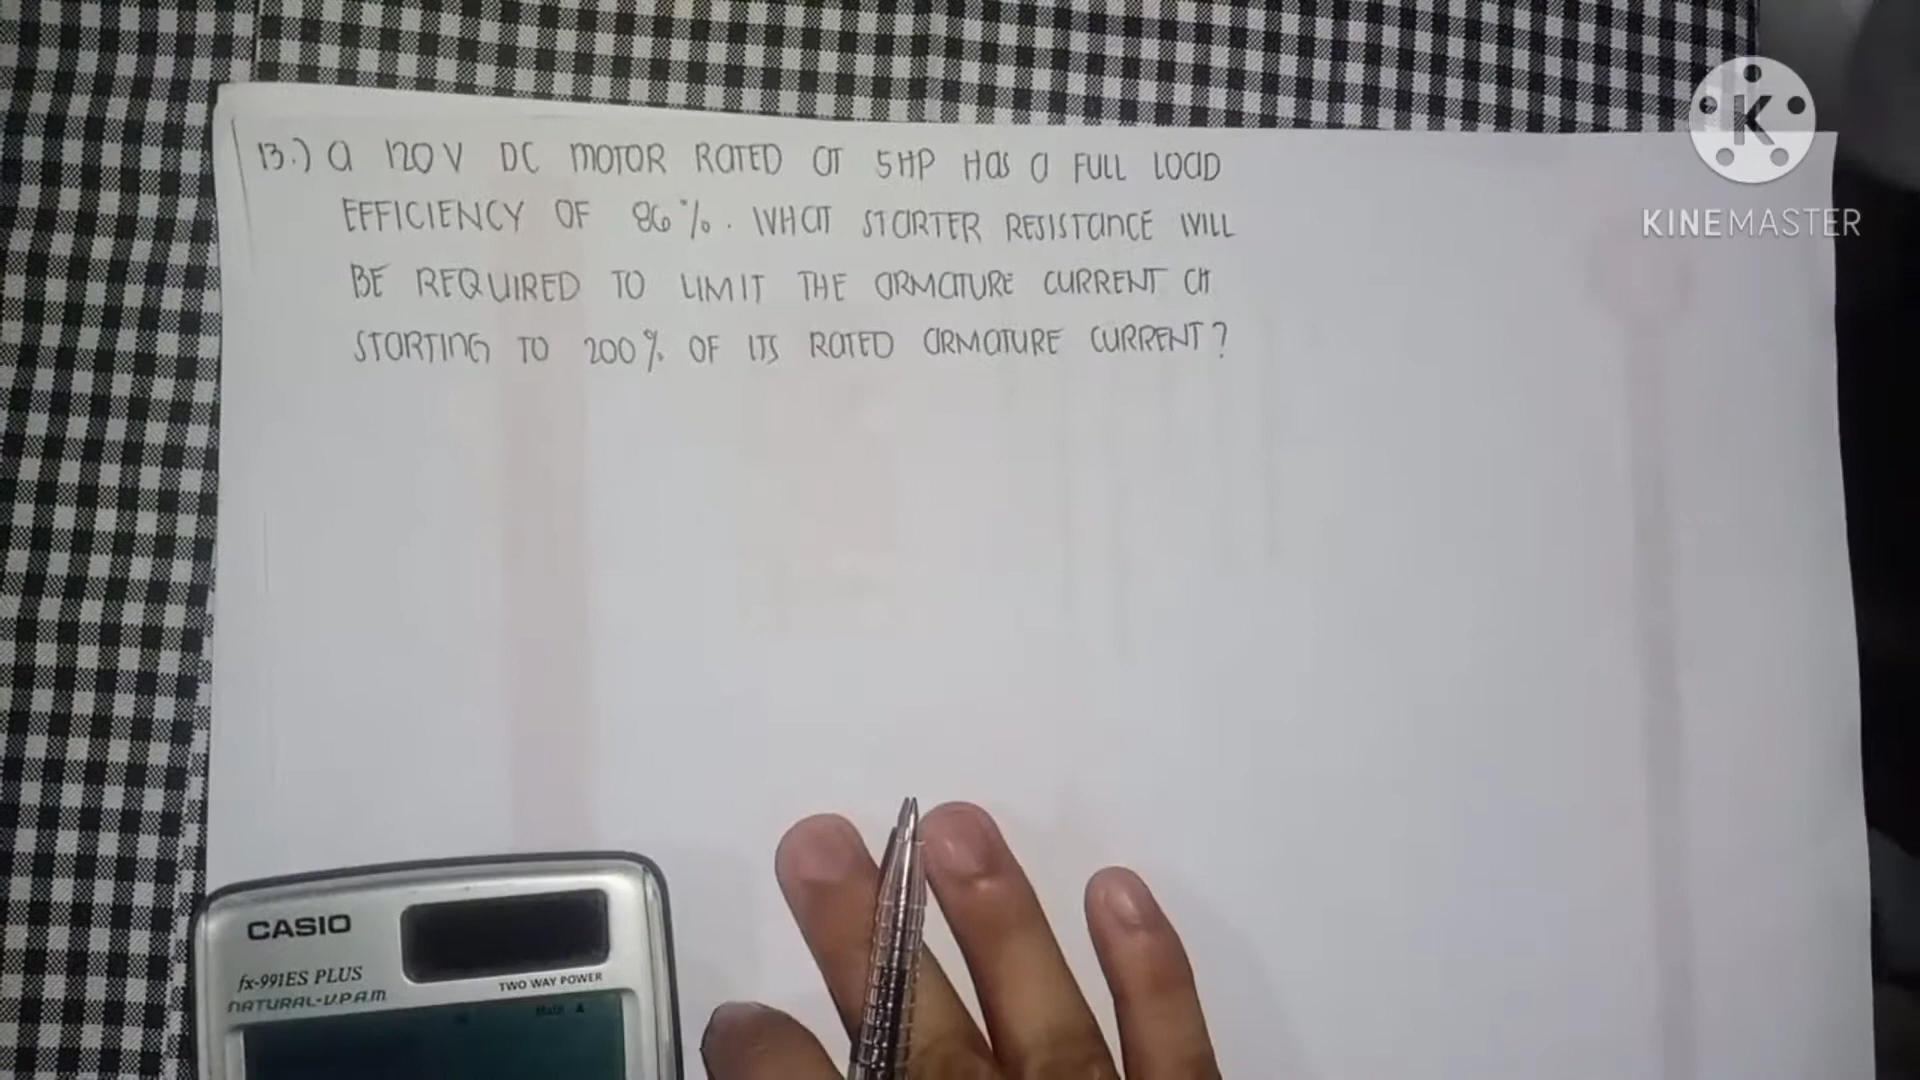 13.) A 120 V DC MOTOR RATED AT 5HP HAS A FULL LOAD
EFFICIENCY OF 86%. WHAT STARTER RESISTANCE WILL
BE REQUIRED TO LIMIT THE ARMATURE CURRENT AT
STARTING TO 200% OF ITS RATED ARMATURE CURRENT?
K
KINEMASTER
CASIO
fx-991ES PLUS
NATURAL-V.P.A.M.
TWO WAY POWER
Math ▲